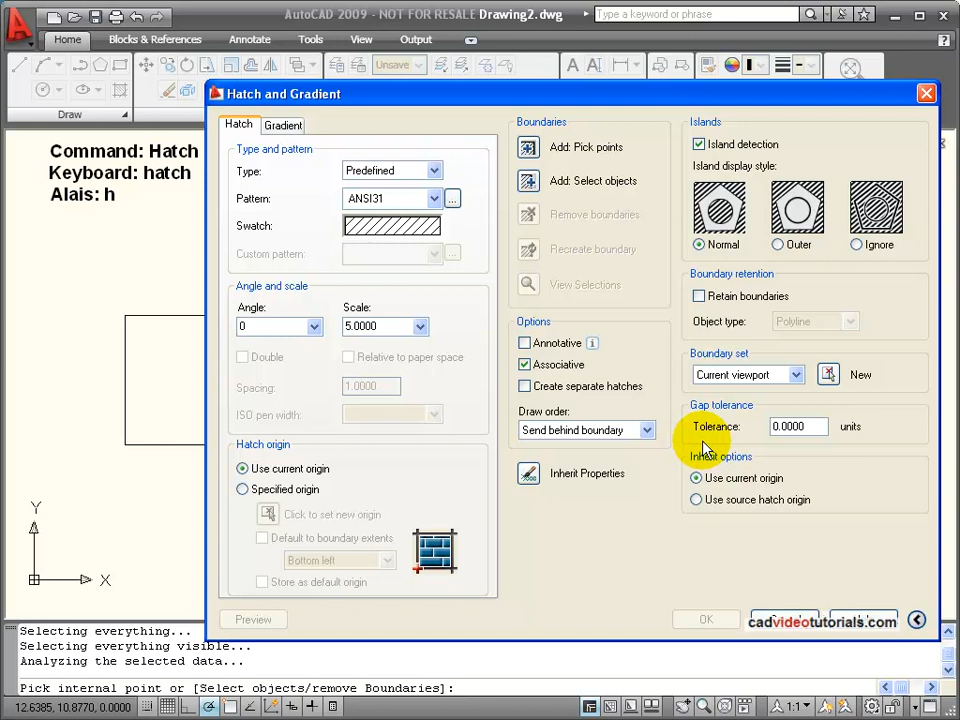 AutoCAD 2009 - NOT FOR RESALE Drawing2.dwg
Type a keyword or phrase
Home Blocks & References Annotate Tools View Output
Unsave
Draw
Command: Hatch
Keyboard: hatch
Alais: h
Hatch and Gradient
Hatch Gradient
Type and pattern
Type: Predefined
Pattern: ANSI31 ...
Swatch:
Custom pattern: ...
Angle and scale
Angle: Scale:
0 5.0000
Double Relative to paper space
Spacing: 1.0000
ISO pen width:
Hatch origin
Use current origin
Specified origin
Click to set new origin
Default to boundary extents
Bottom left
Store as default origin
Preview
Boundaries
Add: Pick points
Add: Select objects
Remove boundaries
Recreate boundary
View Selections
Options
Annotative
Associative
Create separate hatches
Draw order:
Send behind boundary
Inherit Properties
Islands
Island detection
Island display style:
Normal Outer Ignore
Boundary retention
Retain boundaries
Object type: Polyline
Boundary set
Current viewport New
Gap tolerance
Tolerance: 0.0000 units
Inherit options
Use current origin
Use source hatch origin
OK
cadvideotutorials.com
Y
X
Selecting everything...
Selecting everything visible...
Analyzing the selected data...
Pick internal point or [Select objects/remove Boundaries]:
12.6385, 10.8770, 0.0000 1:1